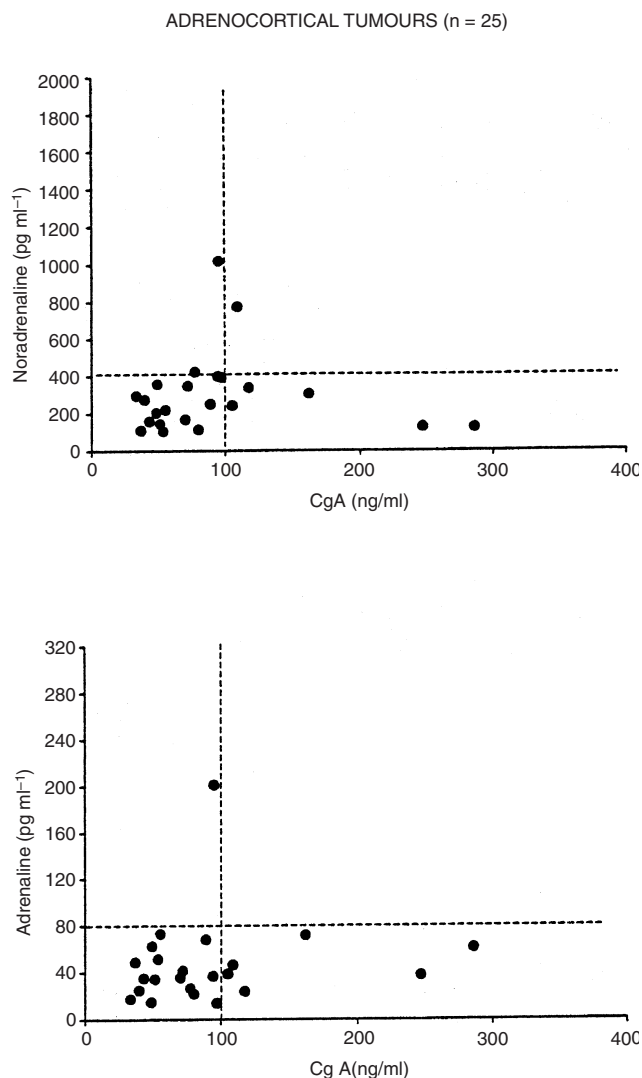 ADRENOCORTICAL TUMOURS (n = 25)
2000
1800
1600
1400
1200
1000
800
600
400
200
0
Noradrenaline (pg ml⁻¹)
0 100 200 300 400
CgA (ng/ml)
320
280
240
200
160
120
80
40
0
Adrenaline (pg ml⁻¹)
0 100 200 300 400
Cg A(ng/ml)